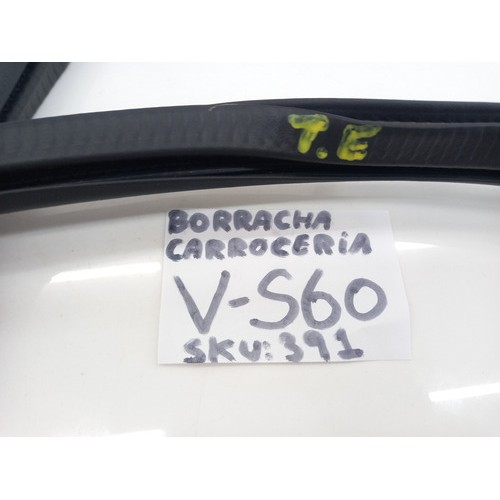 T.E
BORRACHA
CARROCERIA
V-S60
SKU: 391